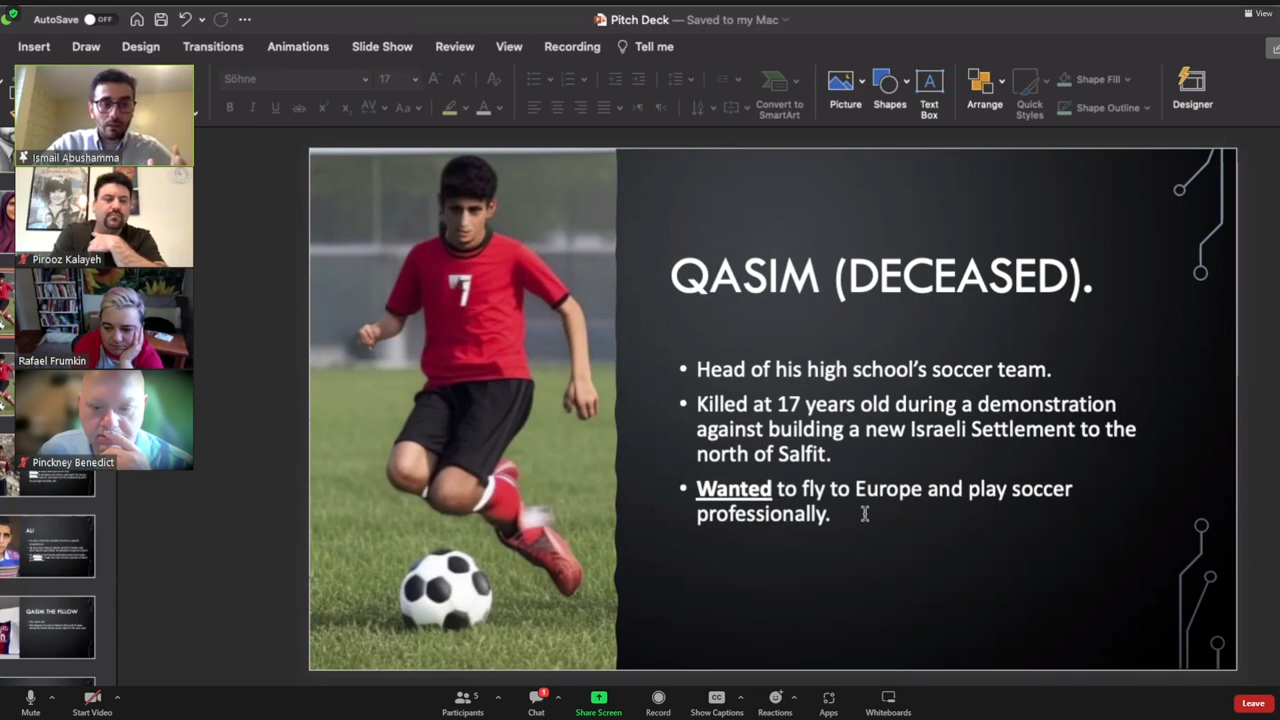 View
AutoSave OFF
Pitch Deck — Saved to my Mac
Insert Draw Design Transitions Animations Slide Show Review View Recording Tell me
Söhne 17
Convert to
SmartArt
Picture
Shapes
Text
Box
Arrange
Quick
Styles
Shape Fill
Shape Outline
Designer
Ismail Abushamma
Pirooz Kalayeh
Rafael Frumkin
Pinckney Benedict
ALI
QASIM THE PILLOW
7
QASIM (DECEASED).
• Head of his high school's soccer team.
• Killed at 17 years old during a demonstration
against building a new Israeli Settlement to the
north of Salfit.
• Wanted to fly to Europe and play soccer
professionally.
Mute
Start Video
Participants 5
Chat 1
Share Screen
Record
Show Captions
Reactions
Apps
Whiteboards
Leave